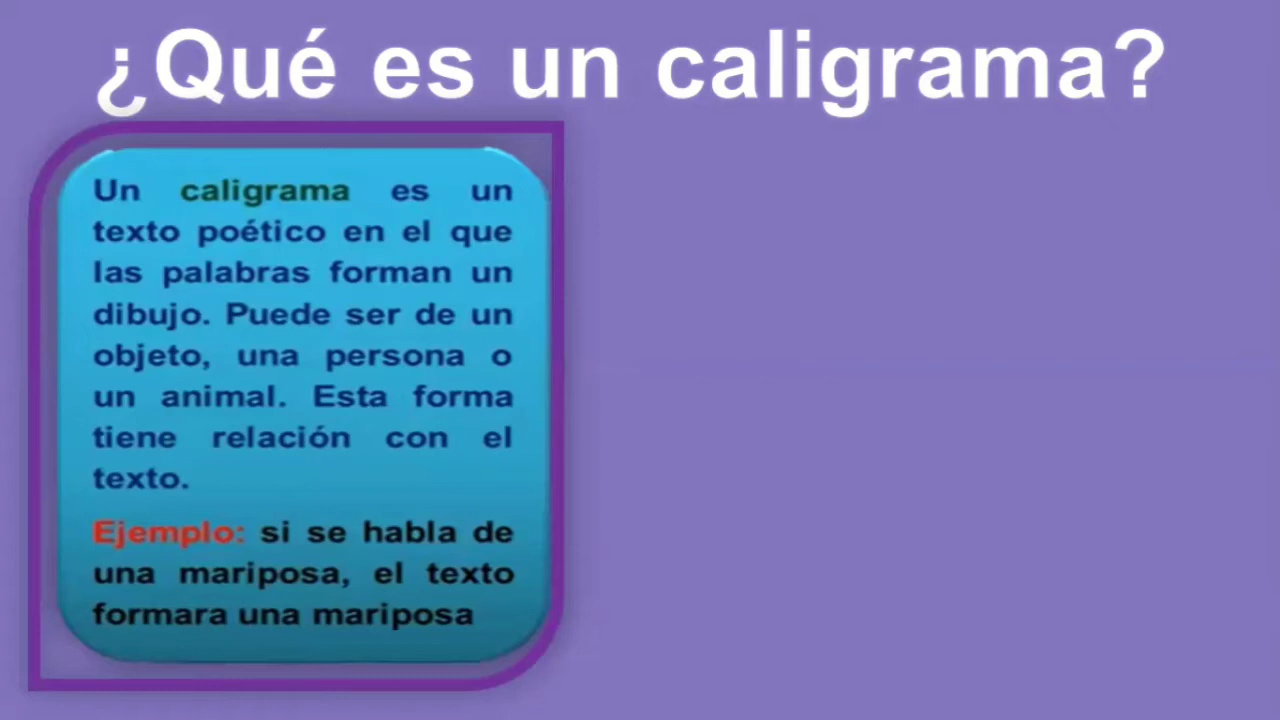 ¿Qué es un caligrama?
Un caligrama es un
texto poético en el que
las palabras forman un
dibujo. Puede ser de un
objeto, una persona o
un animal. Esta forma
tiene relación con el
texto.
Ejemplo: si se habla de
una mariposa, el texto
formara una mariposa